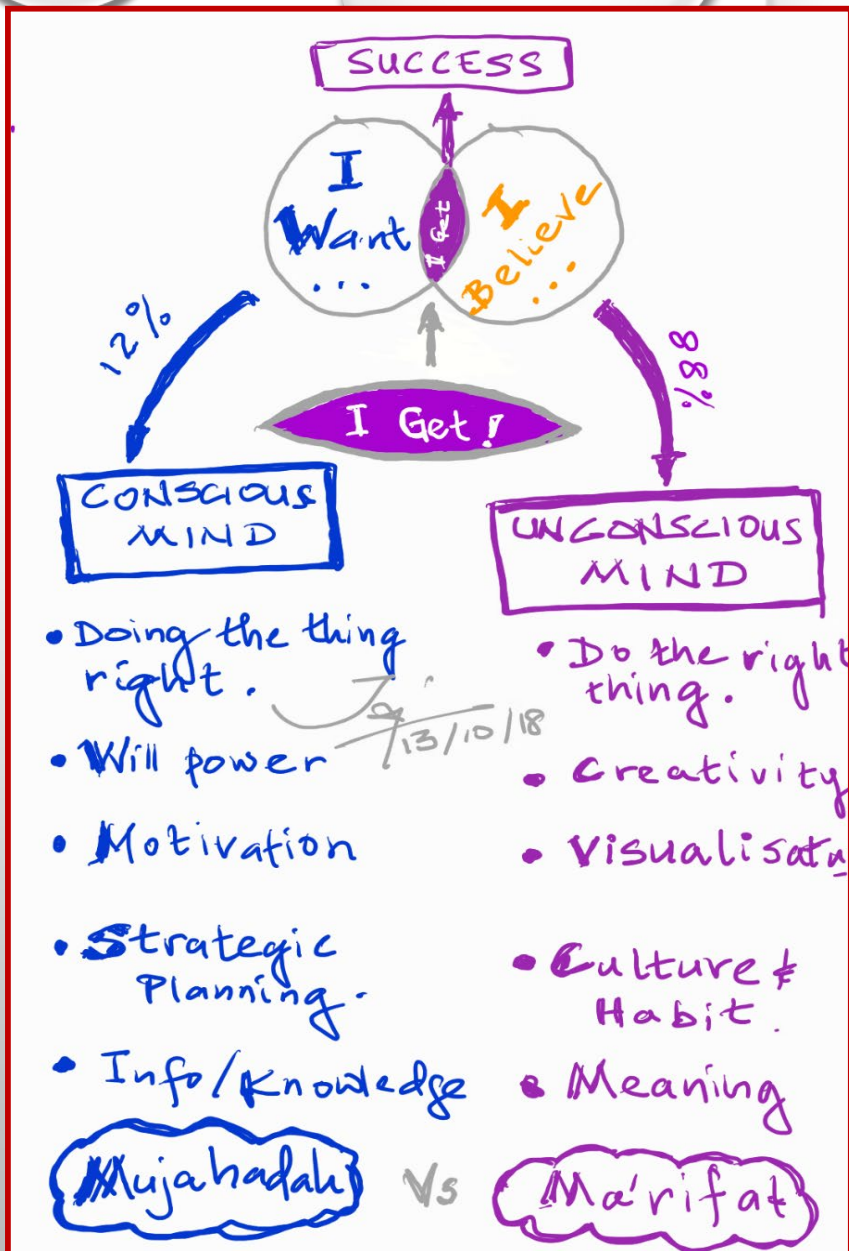 SUCCESS
I
Want
...
I Get
I
Believe
...
12%
88%
I Get!
CONSCIOUS
MIND
UNCONSCIOUS
MIND
• Doing the thing
right.
• Will power
• Motivation
• Strategic
Planning.
• Info/Knowledge
Mujahadah
13/10/18
• Do the right
thing.
• Creativity
• Visualisatn
• Culture &
Habit.
• Meaning
Vs
Ma'rifat